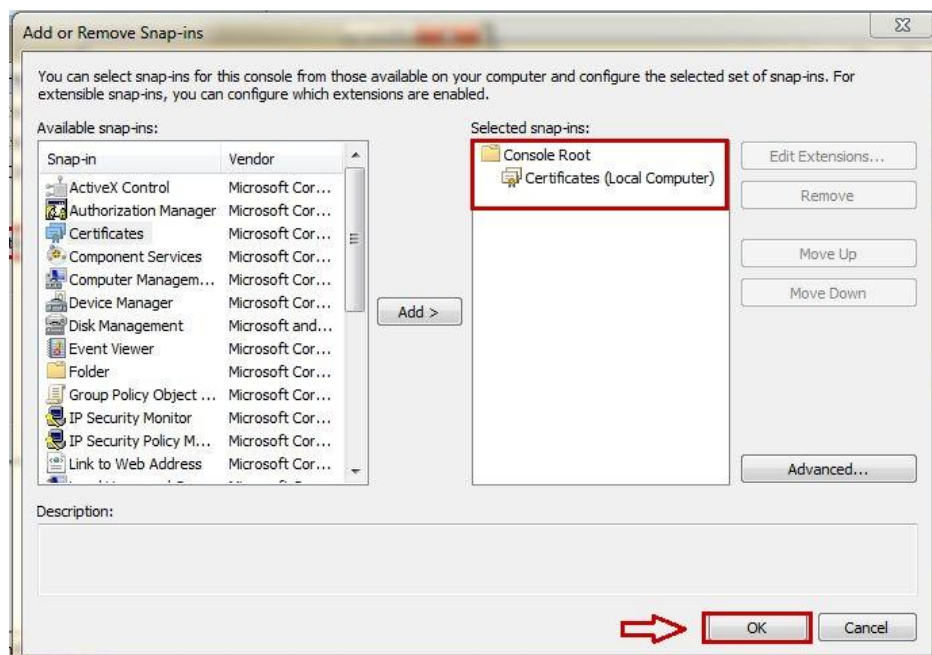 Add or Remove Snap-ins
You can select snap-ins for this console from those available on your computer and configure the selected set of snap-ins. For
extensible snap-ins, you can configure which extensions are enabled.
Available snap-ins:
Snap-in Vendor
ActiveX Control Microsoft Cor...
Authorization Manager Microsoft Cor...
Certificates Microsoft Cor...
Component Services Microsoft Cor...
Computer Managem... Microsoft Cor...
Device Manager Microsoft Cor...
Disk Management Microsoft and...
Event Viewer Microsoft Cor...
Folder Microsoft Cor...
Group Policy Object ... Microsoft Cor...
IP Security Monitor Microsoft Cor...
IP Security Policy M... Microsoft Cor...
Link to Web Address Microsoft Cor...
Add >
Selected snap-ins:
Console Root
Certificates (Local Computer)
Edit Extensions...
Remove
Move Up
Move Down
Advanced...
Description:
OK
Cancel